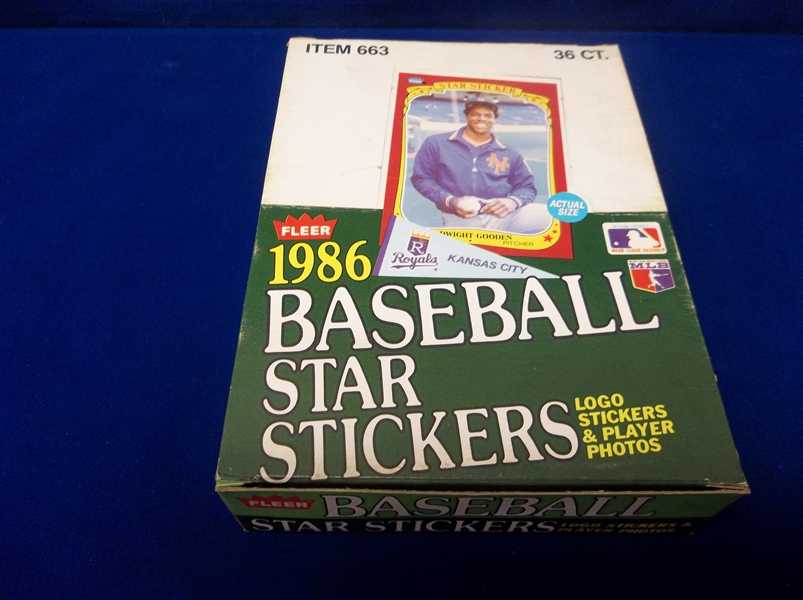 ITEM 663
36 CT.
STAR STICKER
ACTUAL
SIZE
DWIGHT GOODEN
PITCHER
FLEER
1986
R
Royals
KANSAS CITY
MLB
BASEBALL
STAR
STICKERS
LOGO
STICKERS
& PLAYER
PHOTOS
FLEER
BASEBALL
STAR STICKERS
LOGO STICKERS &
PLAYER PHOTOS